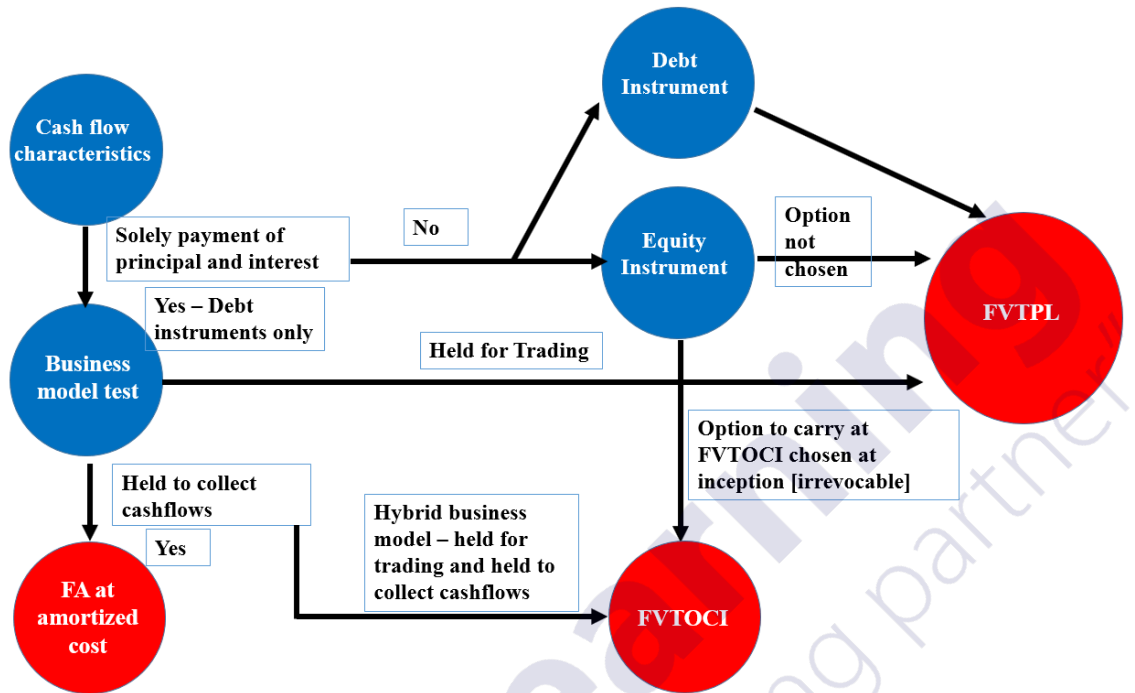 Cash flow
characteristics
Debt
Instrument
Solely payment of
principal and interest
No
Equity
Instrument
Option
not
chosen
FVTPL
Yes – Debt
instruments only
Business
model test
Held for Trading
Option to carry at
FVTOCI chosen at
inception [irrevocable]
Held to collect
cashflows
Yes
Hybrid business
model – held for
trading and held to
collect cashflows
FA at
amortized
cost
FVTOCI